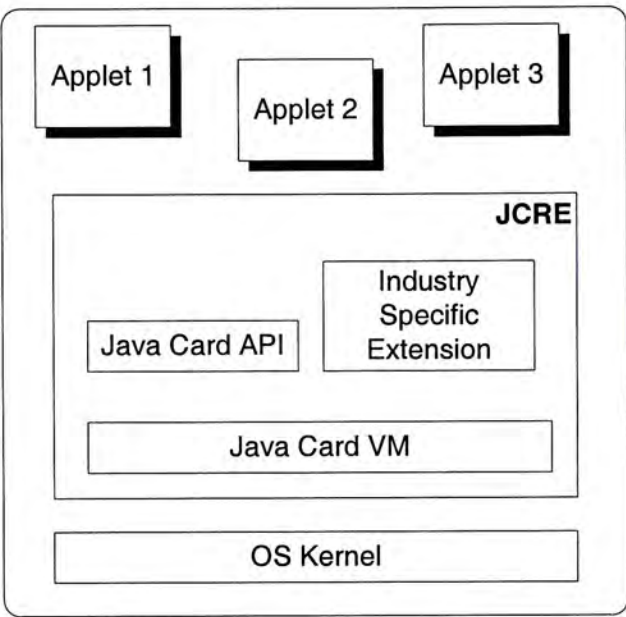 Applet 1
Applet 2
Applet 3
JCRE
Industry
Specific
Extension
Java Card API
Java Card VM
OS Kernel